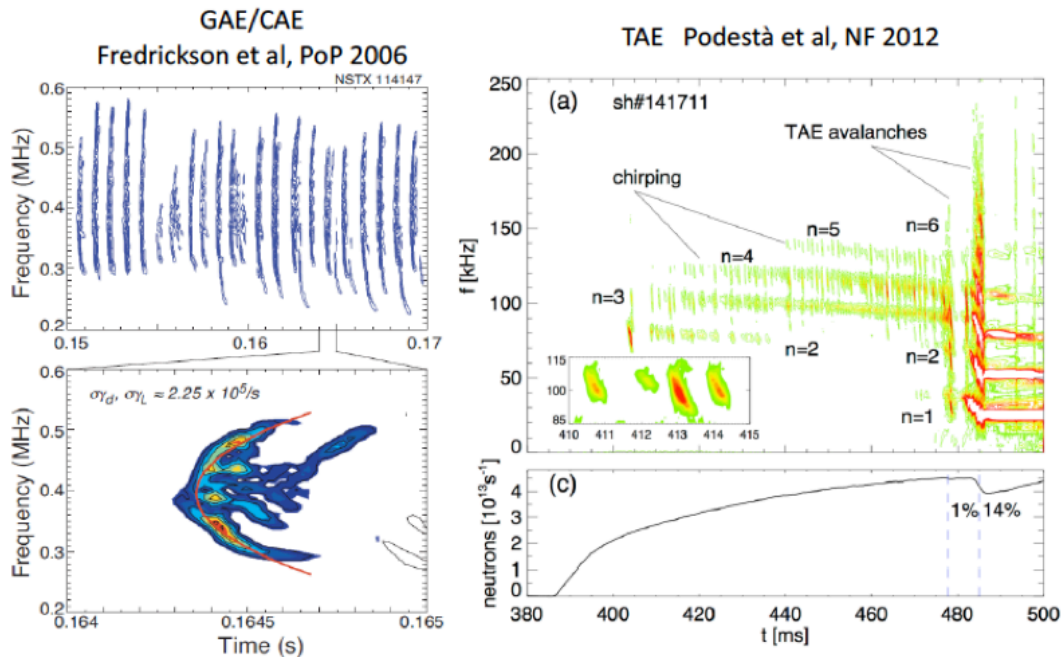 GAE/CAE
Fredrickson et al, PoP 2006
NSTX 114147
0.6
0.5
0.4
0.3
0.2
Frequency (MHz)
0.15
0.16
0.17
σγd, σγL ≈ 2.25 x 10⁵/s
0.6
0.5
0.4
0.3
0.2
Frequency (MHz)
0.164
0.1645
0.165
Time (s)
TAE Podestà et al, NF 2012
250
200
150
100
50
0
f [kHz]
(a) sh#141711
TAE avalanches
chirping
n=5
n=6
n=4
n=3
n=2
n=2
n=1
115
100
85
410 411 412 413 414 415
(c)
neutrons [10¹³s⁻¹]
4
3
2
1
0
1% 14%
380 400 420 440 460 480 500
t [ms]